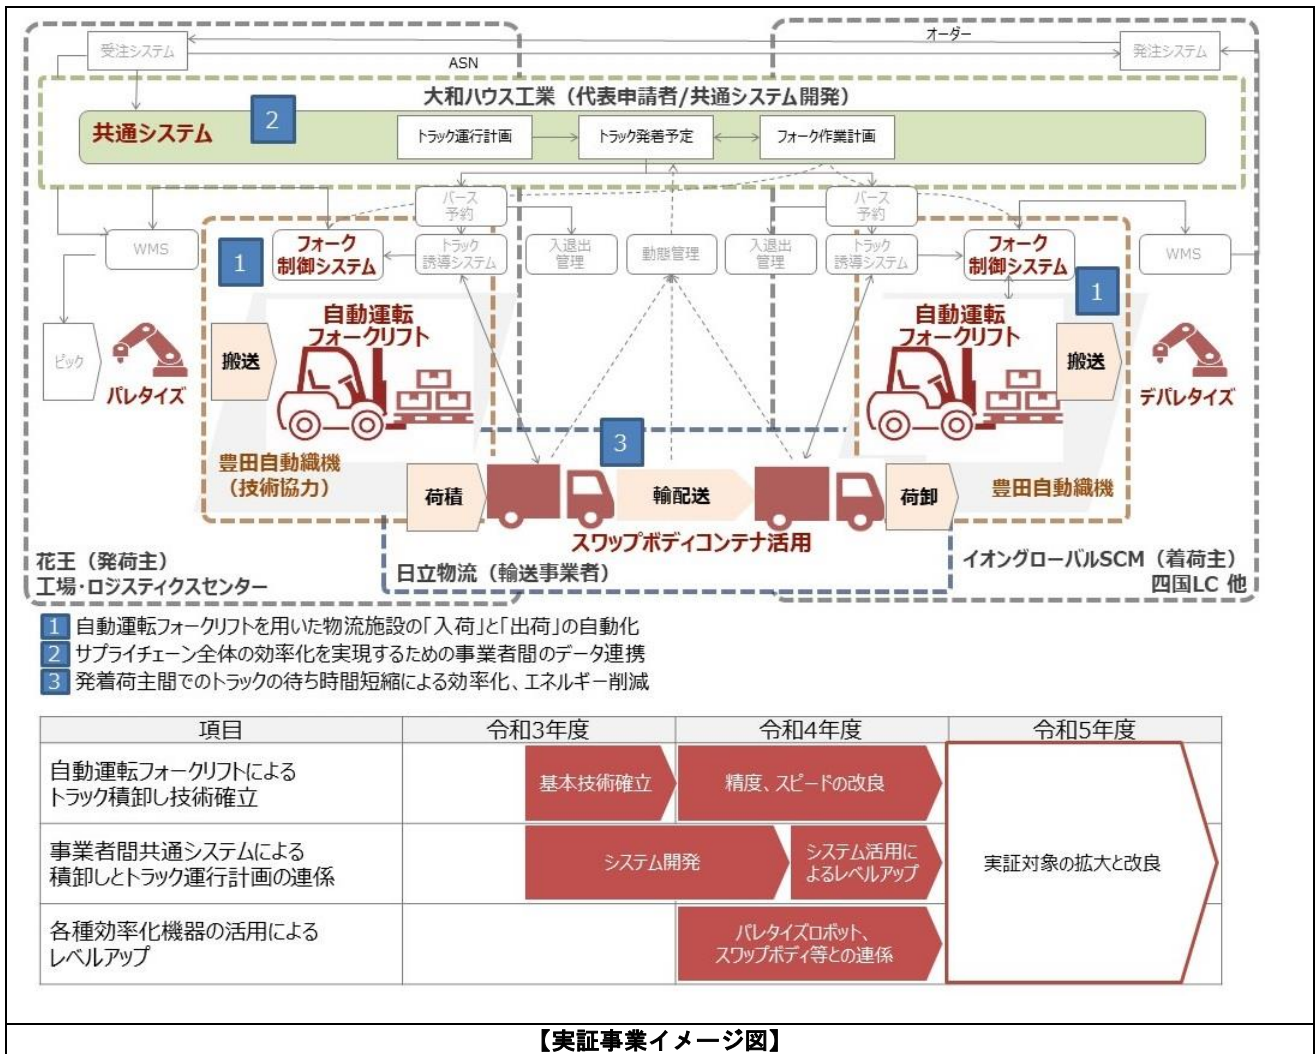 受注システム
オーダー
発注システム
ASN
大和ハウス工業（代表申請者/共通システム開発）
2
共通システム
トラック運行計画
トラック発着予定
フォーク作業計画
バース
予約
バース
予約
WMS
1
フォーク
制御システム
トラック
誘導システム
入退出
管理
動態管理
入退出
管理
トラック
誘導システム
フォーク
制御システム
1
WMS
ピック
パレタイズ
搬送
自動運転
フォークリフト
自動運転
フォークリフト
搬送
デパレタイズ
豊田自動織機
（技術協力）
3
荷積
輸配送
荷卸
豊田自動織機
スワップボディコンテナ活用
花王（発荷主）
工場・ロジスティクスセンター
日立物流（輸送事業者）
イオングローバルSCM（着荷主）
四国LC 他
1 自動運転フォークリフトを用いた物流施設の「入荷」と「出荷」の自動化
2 サプライチェーン全体の効率化を実現するための事業者間のデータ連携
3 発着荷主間でのトラックの待ち時間短縮による効率化、エネルギー削減
項目 令和3年度 令和4年度 令和5年度
自動運転フォークリフトによる
トラック積卸し技術確立
基本技術確立
精度、スピードの改良
事業者間共通システムによる
積卸しとトラック運行計画の連係
システム開発
システム活用に
よるレベルアップ
実証対象の拡大と改良
各種効率化機器の活用による
レベルアップ
パレタイズロボット、
スワップボディ等との連係
【実証事業イメージ図】